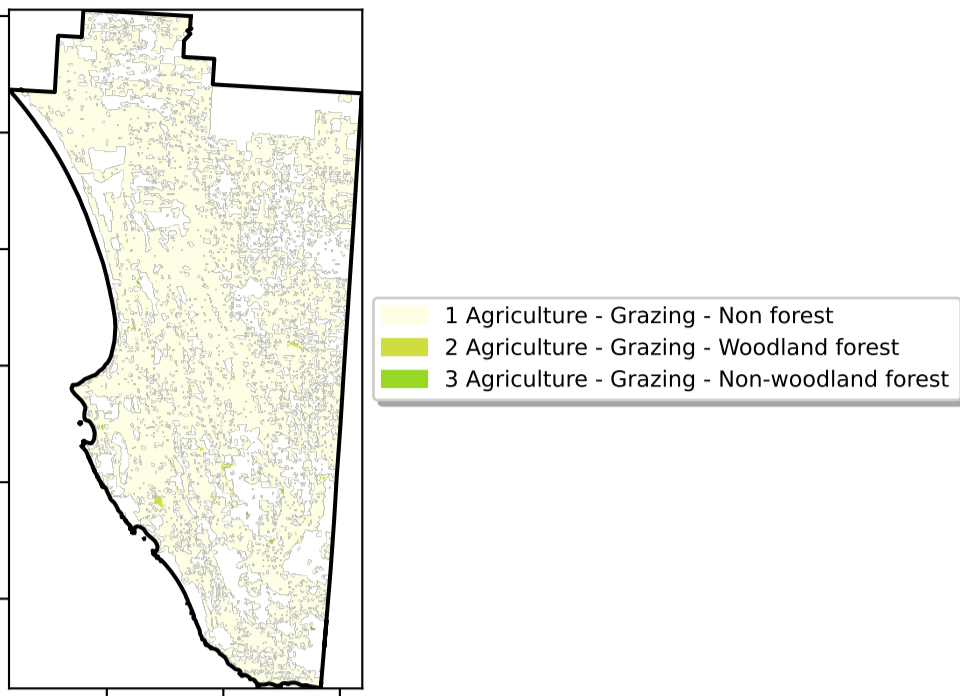 1 Agriculture - Grazing - Non forest
2 Agriculture - Grazing - Woodland forest
3 Agriculture - Grazing - Non-woodland forest